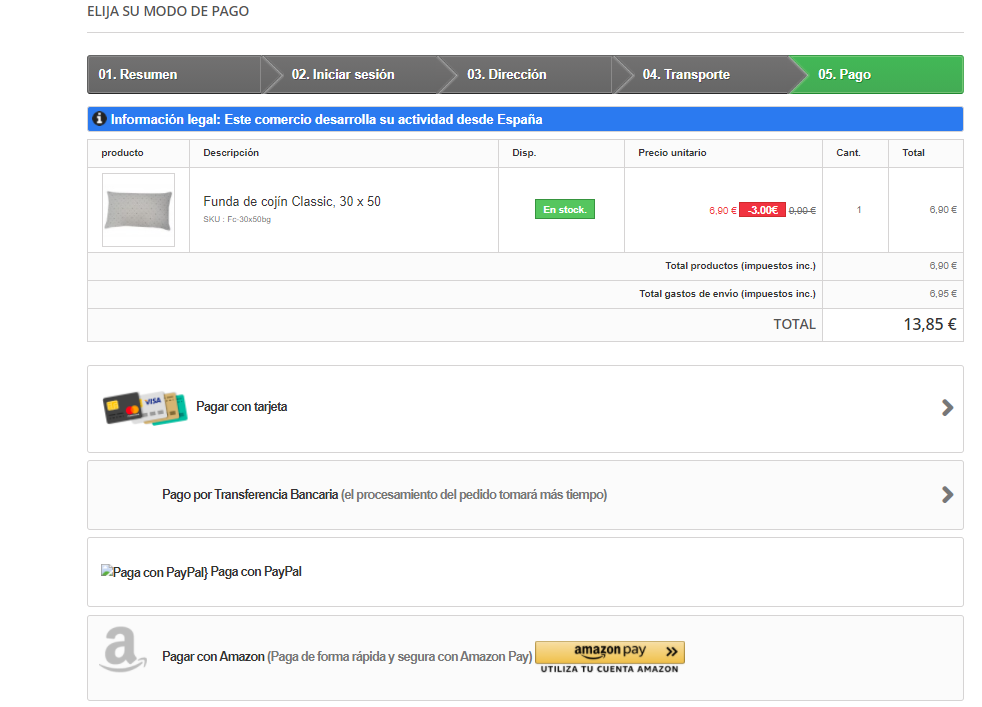 ELIJA SU MODO DE PAGO
01. Resumen 02. Iniciar sesión 03. Dirección 04. Transporte 05. Pago
Información legal: Este comercio desarrolla su actividad desde España
producto Descripción Disp. Precio unitario Cant. Total
Funda de cojín Classic, 30 x 50
SKU : Fc-30x50bg
En stock.
6,90 € -3.00€ 9,90 € 1 6,90 €
Total productos (impuestos inc.) 6,90 €
Total gastos de envío (impuestos inc.) 6,95 €
TOTAL 13,85 €
VISA
Pagar con tarjeta
Pago por Transferencia Bancaria (el procesamiento del pedido tomará más tiempo)
Paga con PayPal} Paga con PayPal
a Pagar con Amazon (Paga de forma rápida y segura con Amazon Pay) amazon pay
UTILIZA TU CUENTA AMAZON